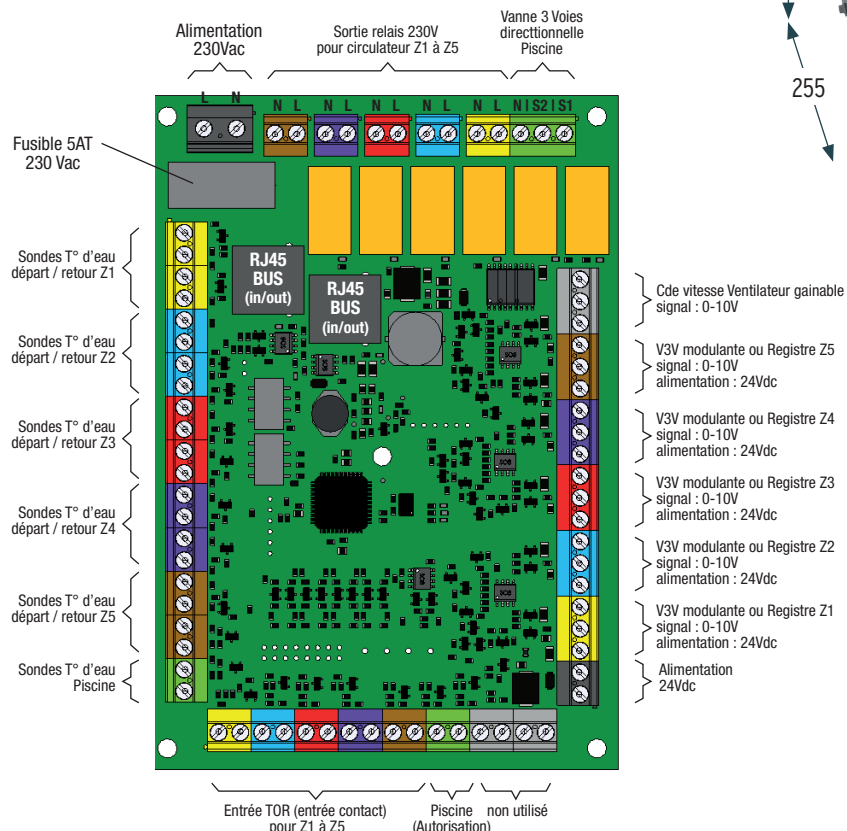 Alimentation
230Vac
Sortie relais 230V
pour circulateur Z1 à Z5
Vanne 3 Voies
directtionnelle
Piscine
255
L N
N L N L N L N L N L N | S2 | S1
Fusible 5AT
230 Vac
RJ45
BUS
(in/out)
RJ45
BUS
(in/out)
Sondes T° d'eau
départ / retour Z1
Sondes T° d'eau
départ / retour Z2
Sondes T° d'eau
départ / retour Z3
Sondes T° d'eau
départ / retour Z4
Sondes T° d'eau
départ / retour Z5
Sondes T° d'eau
Piscine
Cde vitesse Ventilateur gainable
signal : 0-10V
V3V modulante ou Registre Z5
signal : 0-10V
alimentation : 24Vdc
V3V modulante ou Registre Z4
signal : 0-10V
alimentation : 24Vdc
V3V modulante ou Registre Z3
signal : 0-10V
alimentation : 24Vdc
V3V modulante ou Registre Z2
signal : 0-10V
alimentation : 24Vdc
V3V modulante ou Registre Z1
signal : 0-10V
alimentation : 24Vdc
Alimentation
24Vdc
Entrée TOR (entrée contact)
pour Z1 à Z5
Piscine
(Autorisation)
non utilisé